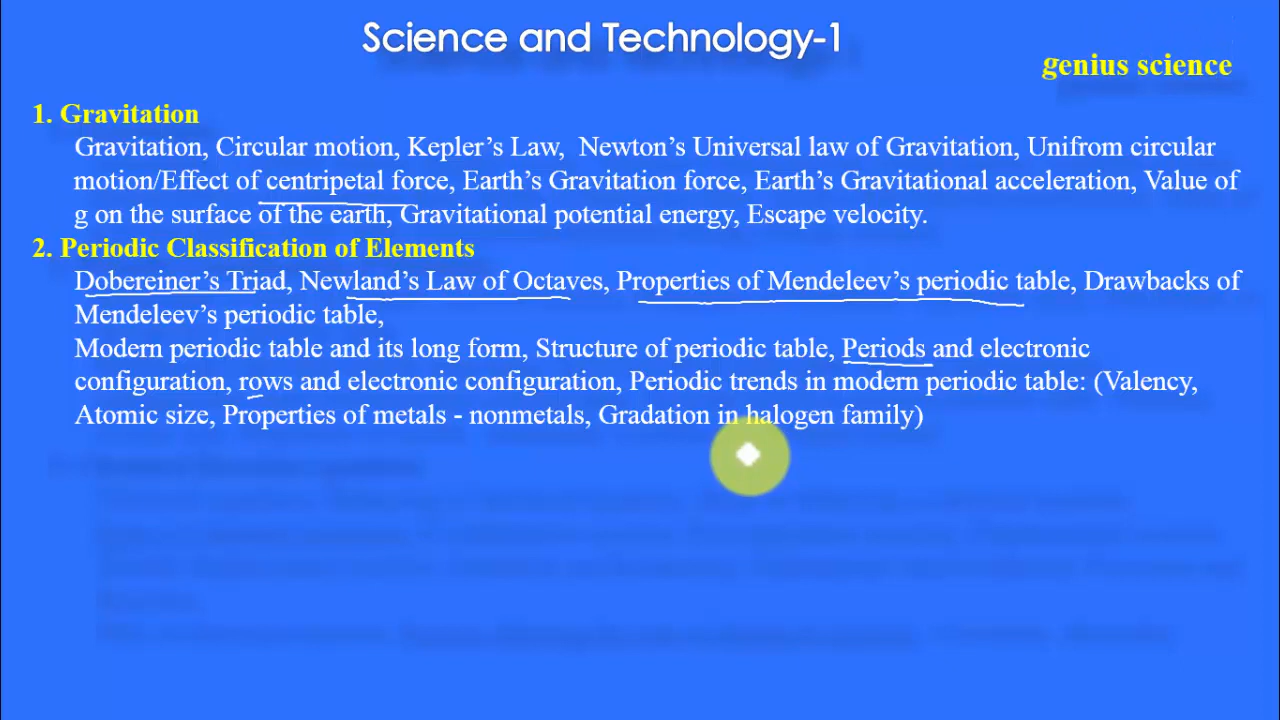 Science and Technology-1
genius science
1. Gravitation
Gravitation, Circular motion, Kepler's Law, Newton's Universal law of Gravitation, Unifrom circular
motion/Effect of centripetal force, Earth's Gravitation force, Earth's Gravitational acceleration, Value of
g on the surface of the earth, Gravitational potential energy, Escape velocity.
2. Periodic Classification of Elements
Dobereiner's Triad, Newland's Law of Octaves, Properties of Mendeleev's periodic table, Drawbacks of
Mendeleev's periodic table,
Modern periodic table and its long form, Structure of periodic table, Periods and electronic
configuration, rows and electronic configuration, Periodic trends in modern periodic table: (Valency,
Atomic size, Properties of metals - nonmetals, Gradation in halogen family)